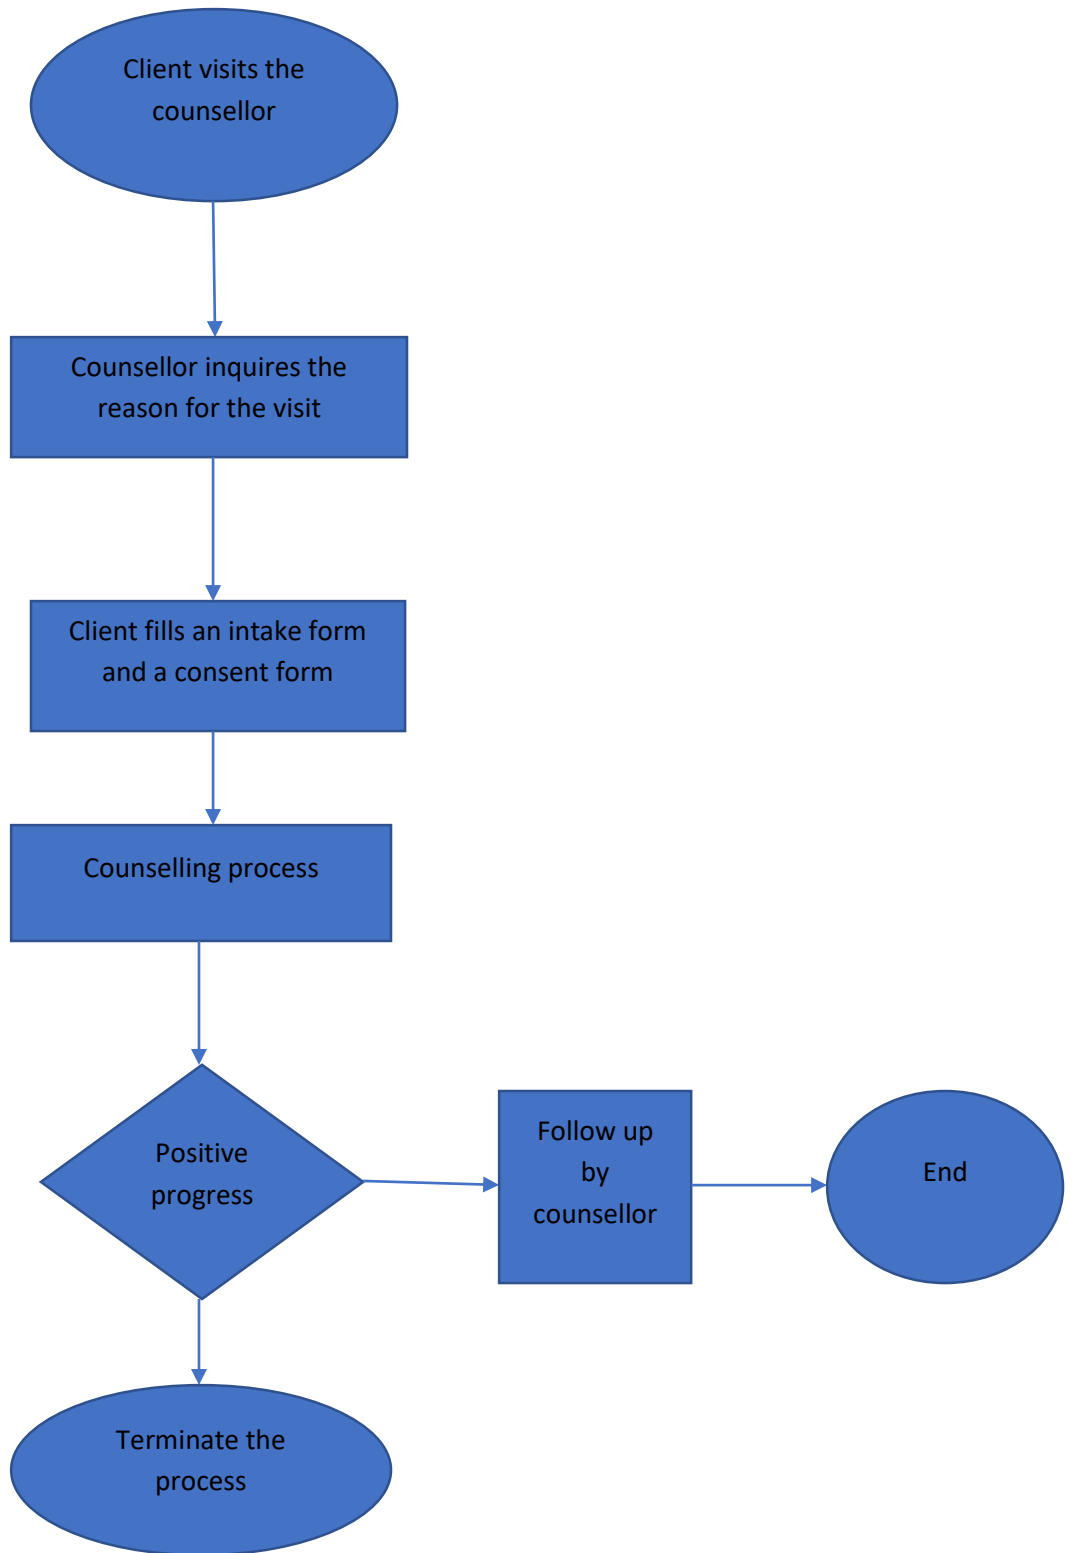 Client visits the
counsellor
Counsellor inquires the
reason for the visit
Client fills an intake form
and a consent form
Counselling process
Positive
progress
Follow up
by
counsellor
End
Terminate the
process